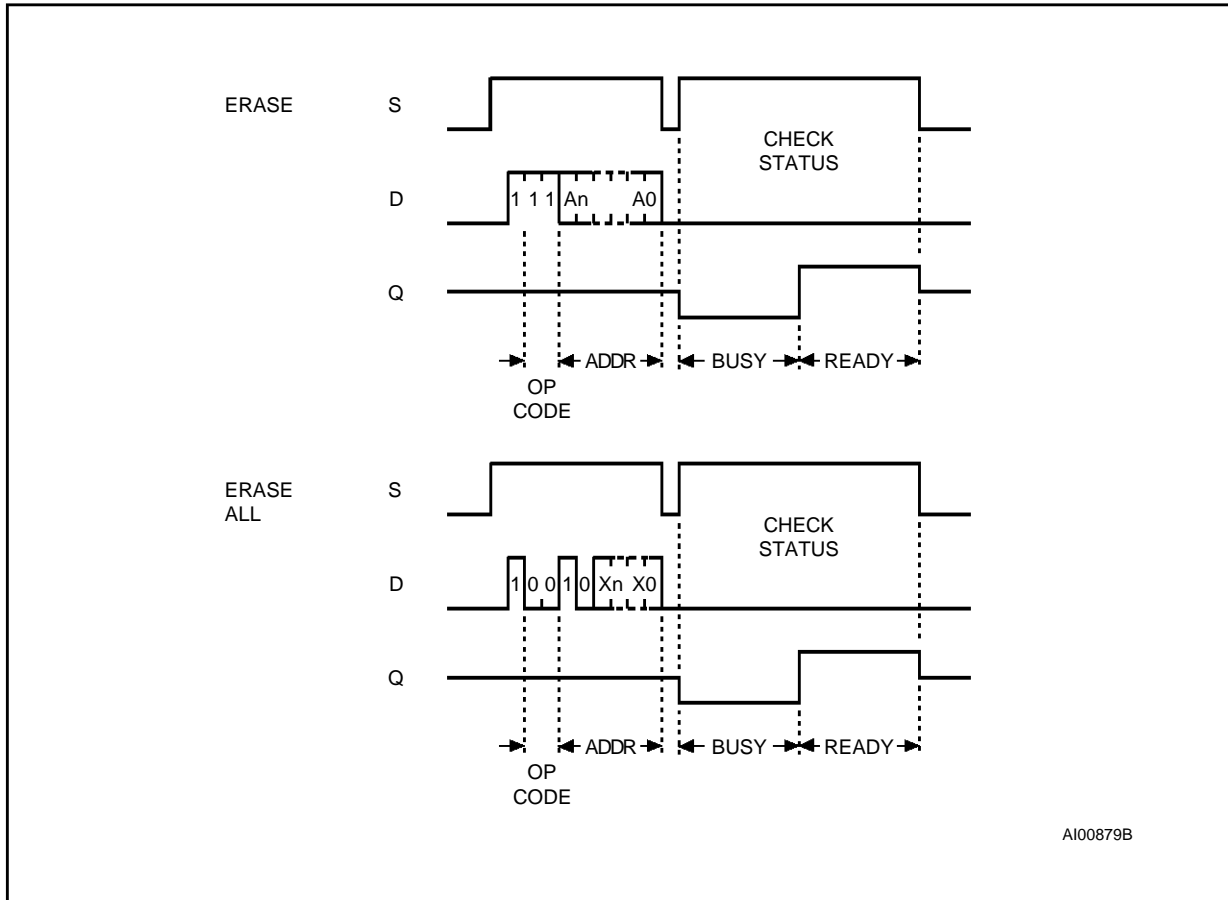 ERASE S
CHECK
STATUS
D 1 1 1 An A0
Q
ADDR BUSY READY
OP
CODE
ERASE S
ALL
CHECK
STATUS
D 1 0 0 1 0 Xn X0
Q
ADDR BUSY READY
OP
CODE
AI00879B